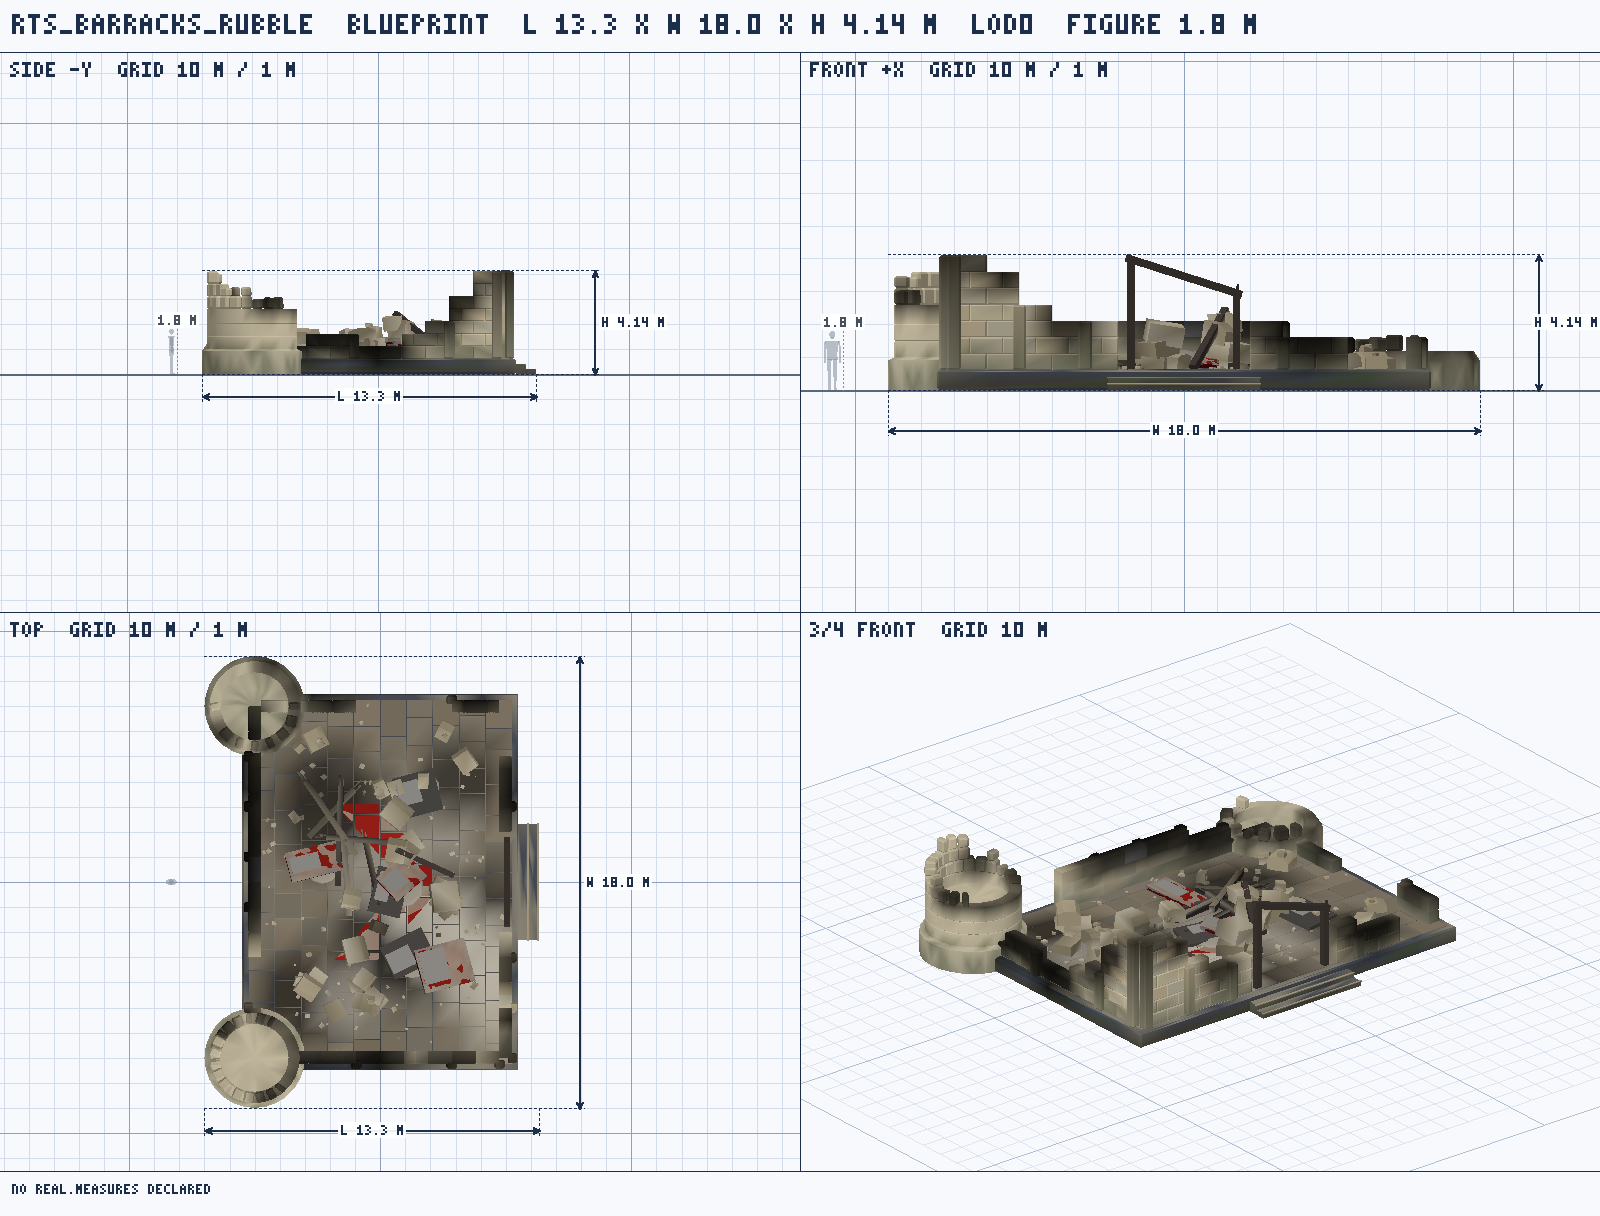 RTS_BARRACKS_RUBBLE BLUEPRINT L 13.3 X W 18.0 X H 4.14 M LOD0 FIGURE 1.8 M
SIDE -Y GRID 10 M / 1 M
1.8 M
H 4.14 M
L 13.3 M
FRONT +X GRID 10 M / 1 M
1.8 M
H 4.14 M
W 18.0 M
TOP GRID 10 M / 1 M
W 18.0 M
L 13.3 M
3/4 FRONT GRID 10 M
NO REAL.MEASURES DECLARED